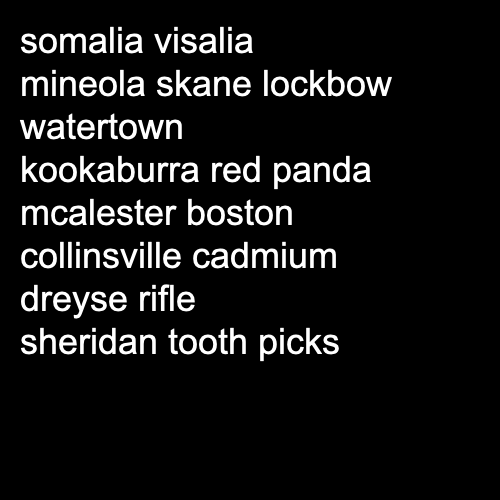 somalia visalia
mineola skane lockbow
watertown
kookaburra red panda
mcalester boston
collinsville cadmium
dreyse rifle
sheridan tooth picks